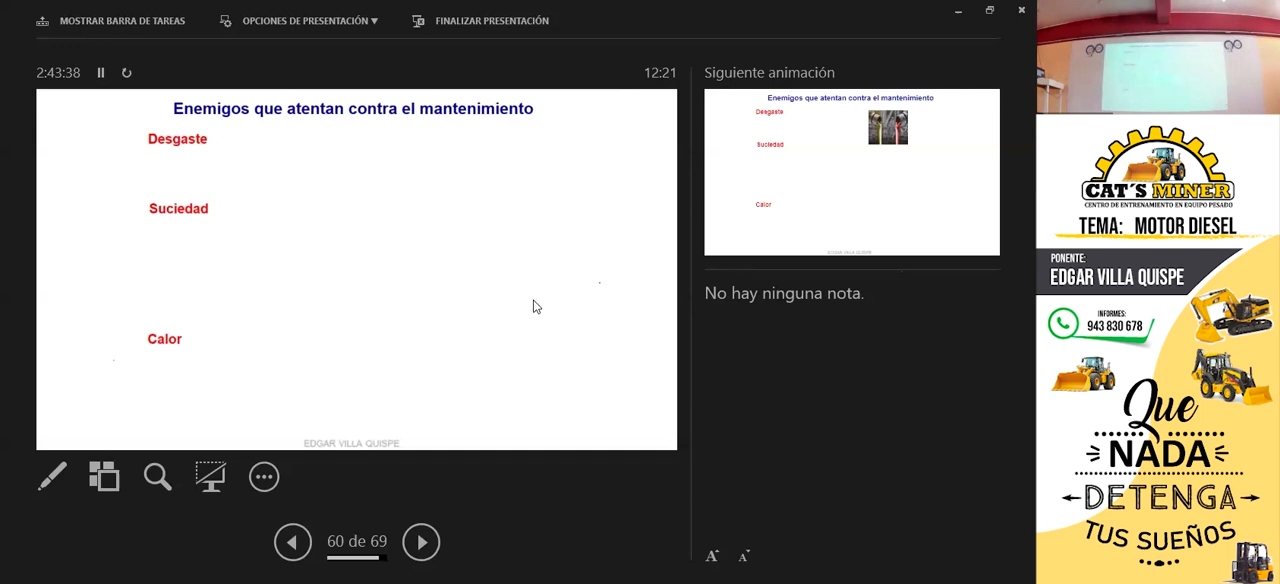 MOSTRAR BARRA DE TAREAS
OPCIONES DE PRESENTACIÓN ▼
FINALIZAR PRESENTACIÓN
2:43:38
12:21
Enemigos que atentan contra el mantenimiento
Desgaste
Suciedad
Calor
EDGAR VILLA QUISPE
60 de 69
Siguiente animación
Enemigos que atentan contra el mantenimiento
Desgaste
Suciedad
Calor
EDGAR VILLA QUISPE
No hay ninguna nota.
A A
CAT´S MINER
CENTRO DE ENTRENAMIENTO EN EQUIPO PESADO
TEMA: MOTOR DIESEL
PONENTE:
EDGAR VILLA QUISPE
INFORMES:
943 830 678
Que
NADA
DETENGA
TUS SUEÑOS